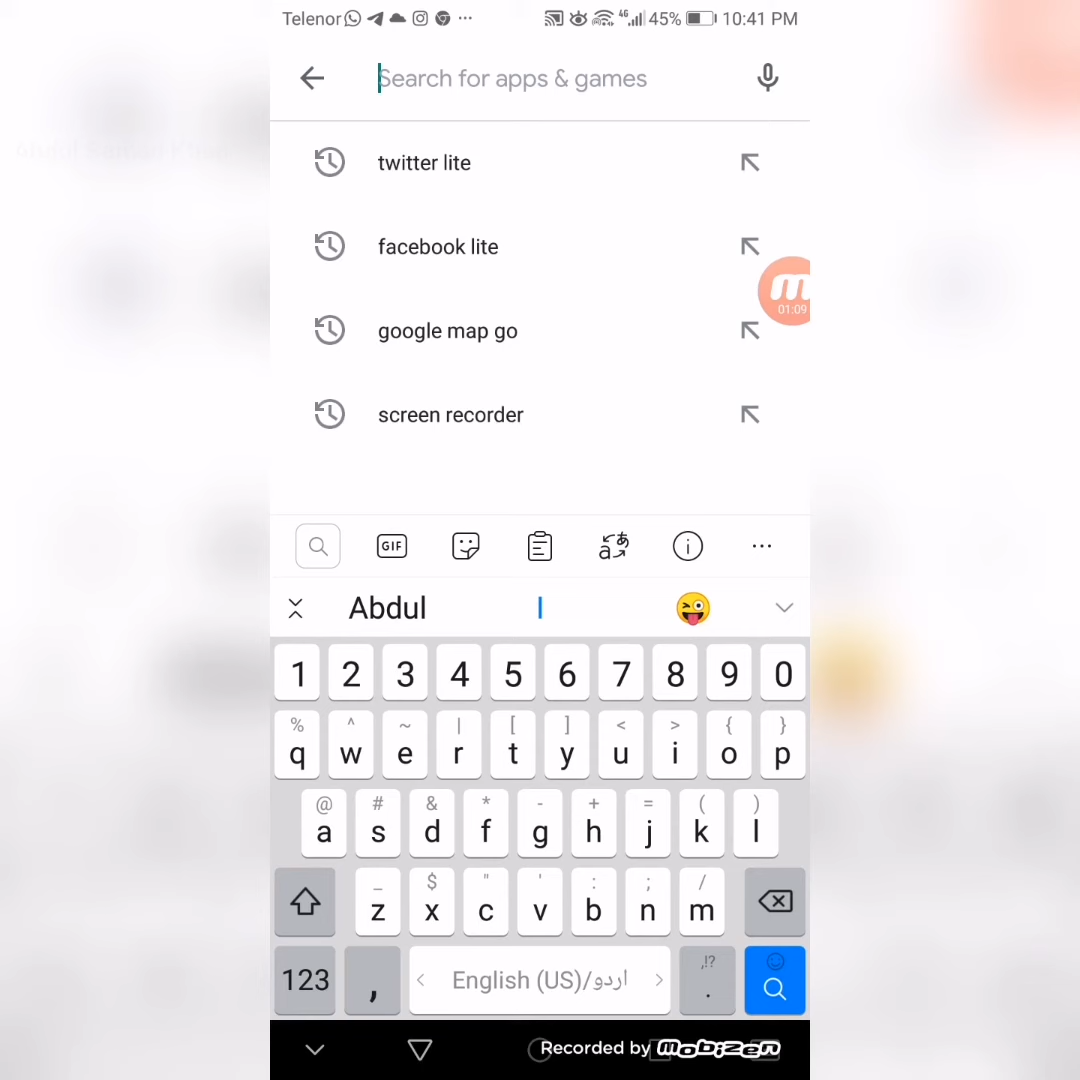 Telenor 4G 45% 10:41 PM
Search for apps & games
twitter lite
facebook lite
01:09
google map go
screen recorder
GIF
Abdul I
1 2 3 4 5 6 7 8 9 0
% ^ ~ | [ ] < > { }
q w e r t y u i o p
@ # & * - + = ( )
a s d f g h j k l
_ $ " ' : ; /
z x c v b n m
,!?
123 , < English (US)/اردو > .
Recorded by mobizen